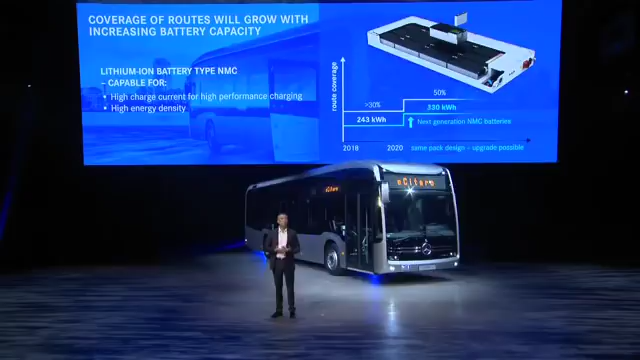 COVERAGE OF ROUTES WILL GROW WITH
INCREASING BATTERY CAPACITY
LITHIUM-ION BATTERY TYPE NMC
- CAPABLE FOR:
• High charge current for high performance charging
• High energy density
route coverage
>30%
50%
243 kWh
330 kWh
Next generation NMC batteries
2018
2020
same pack design – upgrade possible
eCitaro
eCitaro